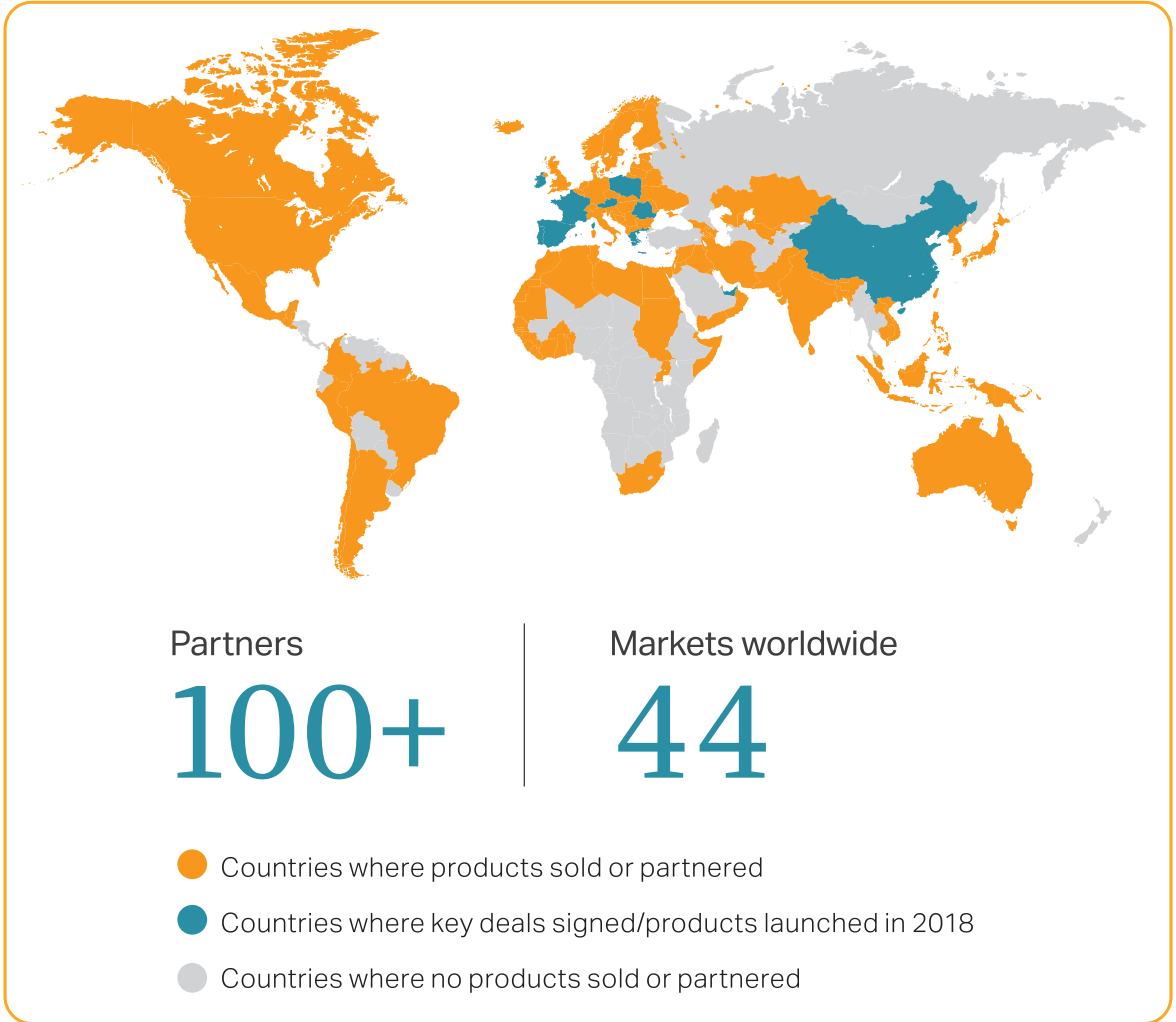 Partners
100+
Markets worldwide
44
Countries where products sold or partnered
Countries where key deals signed/products launched in 2018
Countries where no products sold or partnered